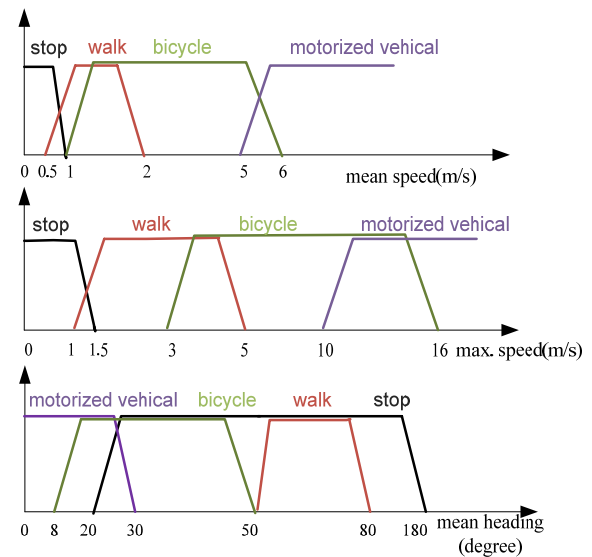 stop walk bicycle motorized vehical
0 0.5 1 2 5 6
mean speed(m/s)
stop walk bicycle motorized vehical
0 1 1.5 3 5 10 16 max. speed(m/s)
motorized vehical bicycle walk stop
0 8 20 30 50 80 180 mean heading
(degree)